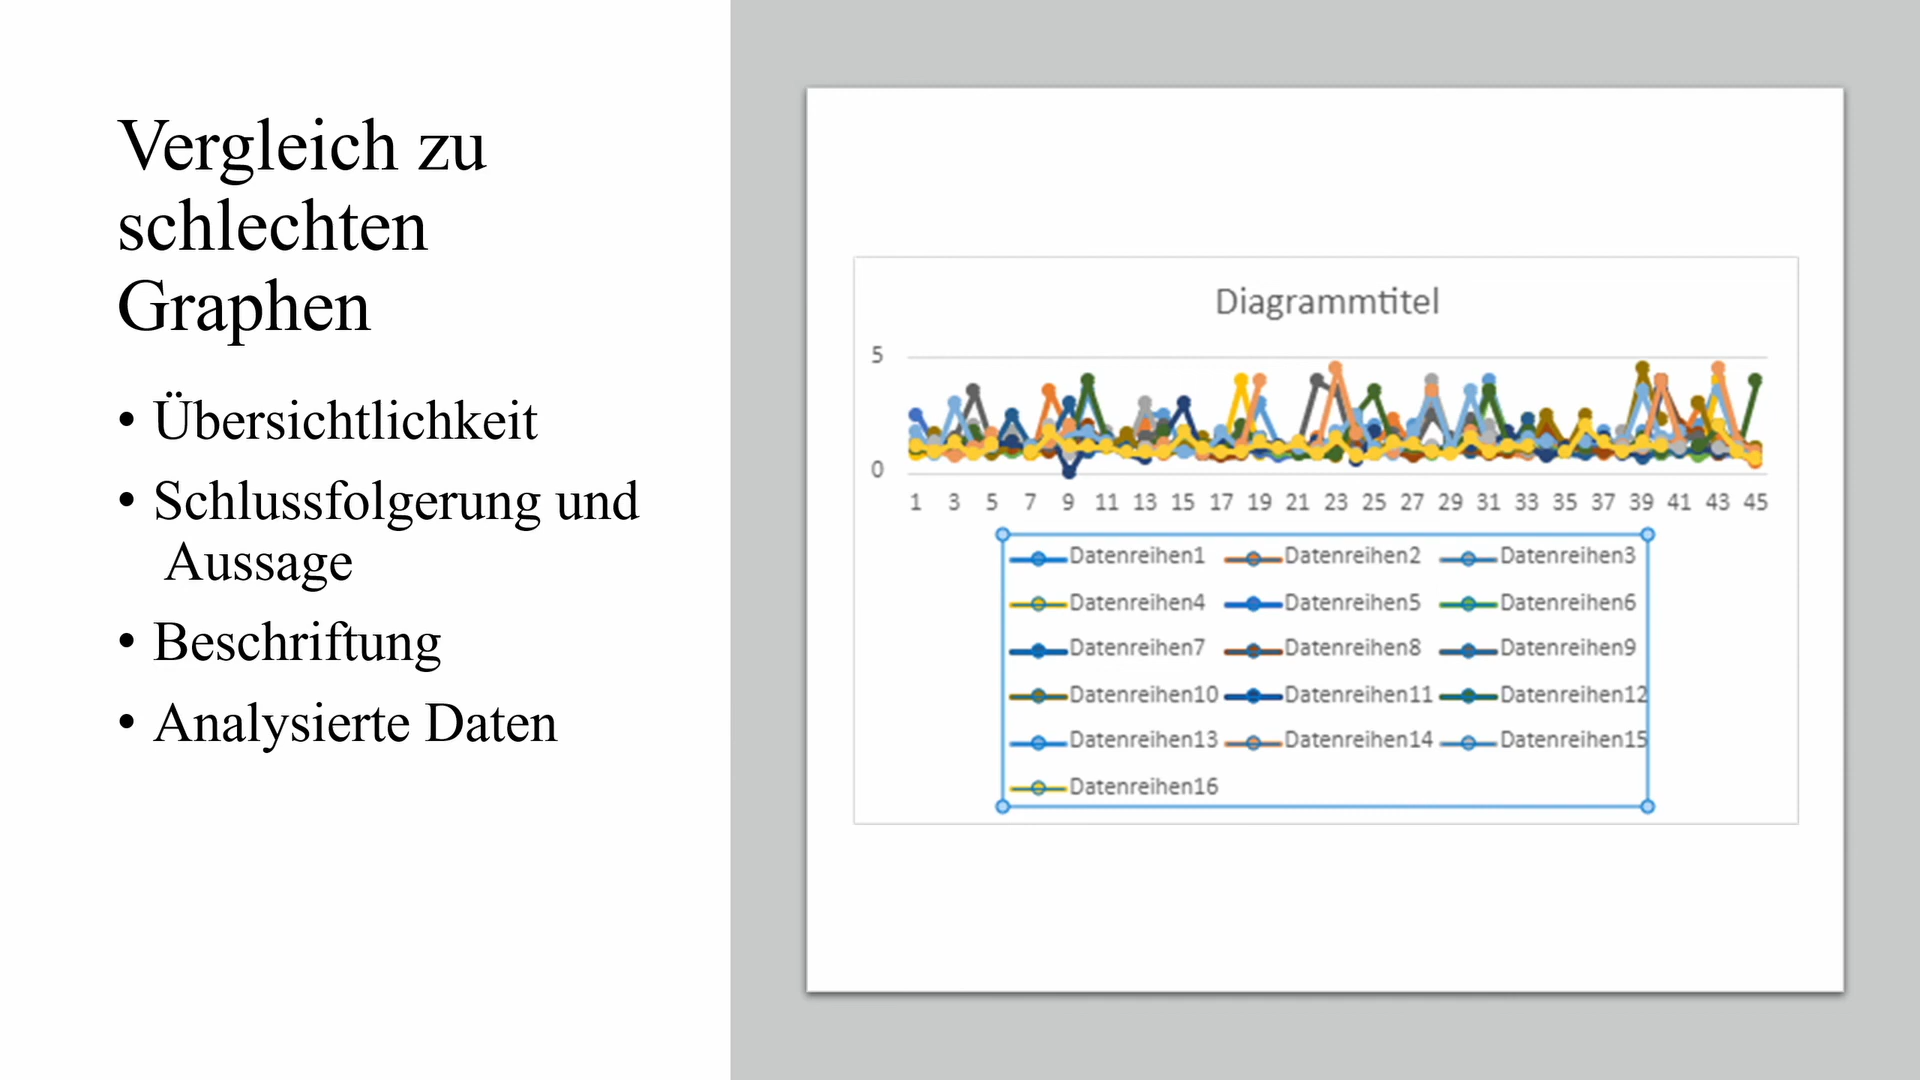 Vergleich zu
schlechten
Graphen
• Übersichtlichkeit
• Schlussfolgerung und
Aussage
• Beschriftung
• Analysierte Daten
Diagrammtitel
5
0
1 3 5 7 9 11 13 15 17 19 21 23 25 27 29 31 33 35 37 39 41 43 45
Datenreihen1 Datenreihen2 Datenreihen3
Datenreihen4 Datenreihen5 Datenreihen6
Datenreihen7 Datenreihen8 Datenreihen9
Datenreihen10 Datenreihen11 Datenreihen12
Datenreihen13 Datenreihen14 Datenreihen15
Datenreihen16